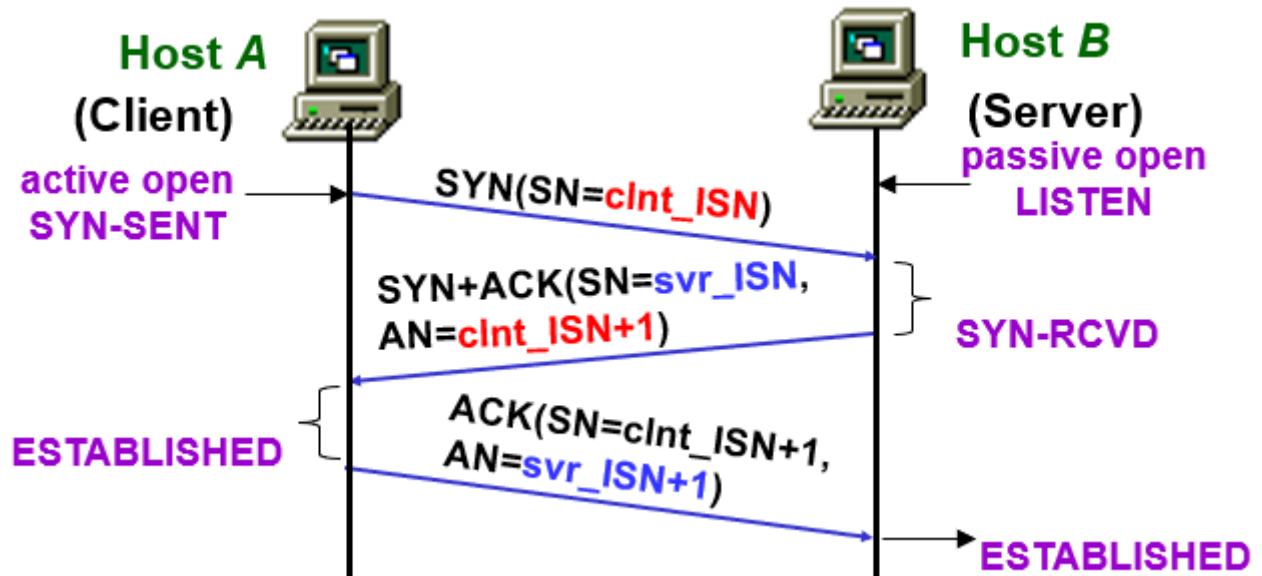 Host A
(Client)
Host B
(Server)
active open
SYN-SENT
passive open
LISTEN
SYN(SN=clnt_ISN)
SYN+ACK(SN=svr_ISN,
AN=clnt_ISN+1)
SYN-RCVD
ACK(SN=clnt_ISN+1,
AN=svr_ISN+1)
ESTABLISHED
ESTABLISHED